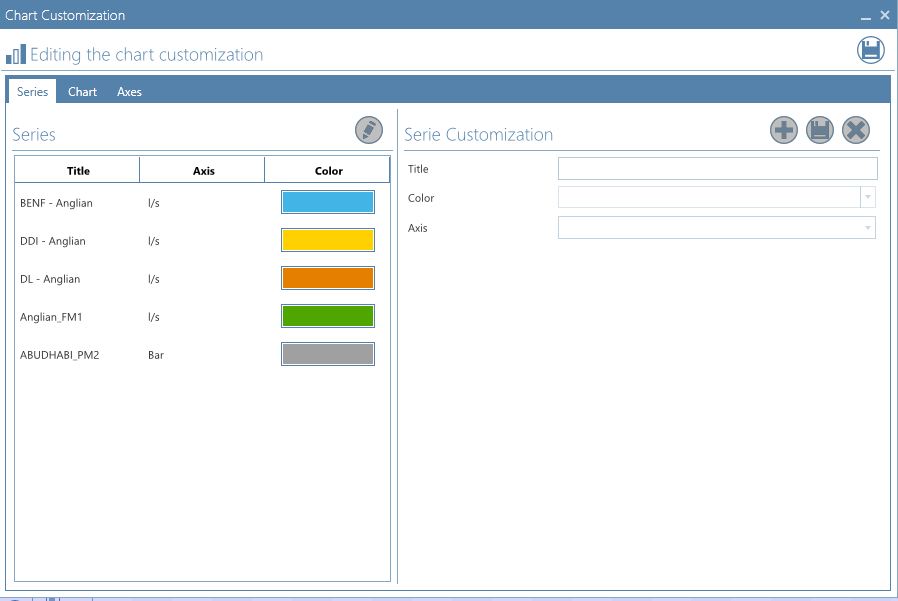 Chart Customization
Editing the chart customization
Series Chart Axes
Series
Title Axis Color
BENF - Anglian l/s
DDI - Anglian l/s
DL - Anglian l/s
Anglian_FM1 l/s
ABUDHABI_PM2 Bar
Serie Customization
Title
Color
Axis